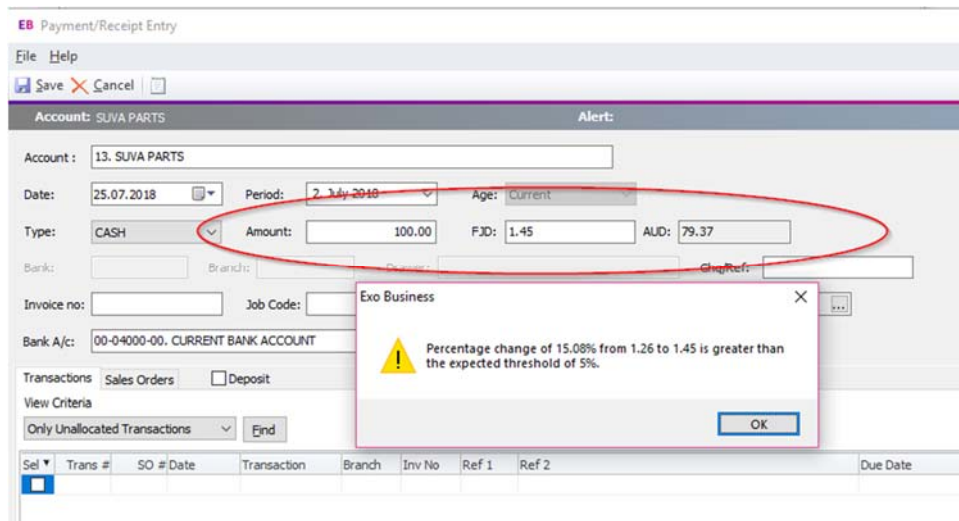 EB Payment/Receipt Entry
File Help
Save Cancel
Account: SUVA PARTS Alert:
Account : 13. SUVA PARTS
Date: 25.07.2018 Period: 2. July 2018 Age: Current
Type: CASH Amount: 100.00 FJD: 1.45 AUD: 79.37
Bank: Branch: Drawer: Chq/Ref:
Invoice no: Job Code: ...
Bank A/c: 00-04000-00. CURRENT BANK ACCOUNT
Exo Business
Percentage change of 15.08% from 1.26 to 1.45 is greater than
the expected threshold of 5%.
OK
Transactions Sales Orders Deposit
View Criteria
Only Unallocated Transactions Find
Sel Trans # SO # Date Transaction Branch Inv No Ref 1 Ref 2 Due Date